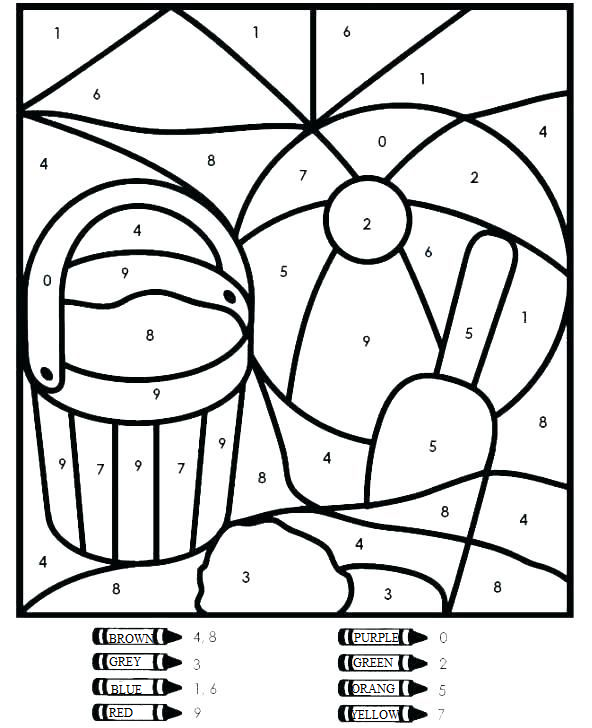 1 1 6
6 1
4 8 0 4
7 2
4 2
9 5 6
0
8 9 5 1
9 5 8
9 7 9 7 9 4
8 8 4
4 4
8 3 3 8
BROWN 4, 8 PURPLE 0
GREY 3 GREEN 2
BLUE 1, 6 ORANG 5
RED 9 YELLOW 7